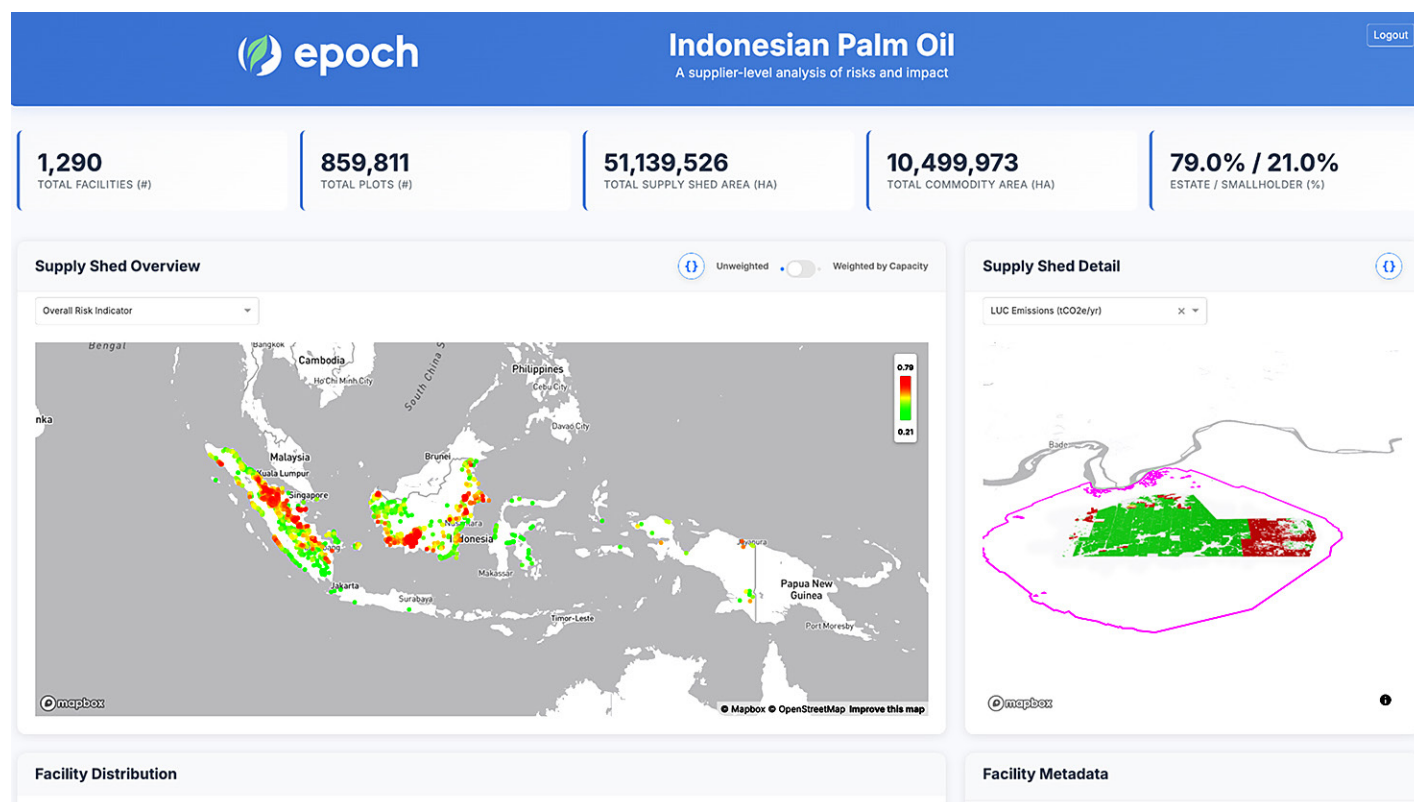 epoch
Indonesian Palm Oil
A supplier-level analysis of risks and impact
Logout
1,290
TOTAL FACILITIES (#)
859,811
TOTAL PLOTS (#)
51,139,526
TOTAL SUPPLY SHED AREA (HA)
10,499,973
TOTAL COMMODITY AREA (HA)
79.0% / 21.0%
ESTATE / SMALLHOLDER (%)
Supply Shed Overview
{}
Unweighted
Weighted by Capacity
Overall Risk Indicator
Bengal
Bangkok
Cambodia
Ho Chi Minh City
South China S
Philippines
Cebu City
Davao City
nka
Malaysia
Kuala Lumpur
Singapore
Brunei
Nusantara
Indonesia
Makassar
Jakarta
Surabaya
Timor-Leste
Jayapura
Papua New
Guinea
Port Moresby
0.79
0.21
mapbox
© Mapbox © OpenStreetMap Improve this map
Supply Shed Detail
{}
LUC Emissions (tCO2e/yr)
Bade
mapbox
Facility Distribution
Facility Metadata